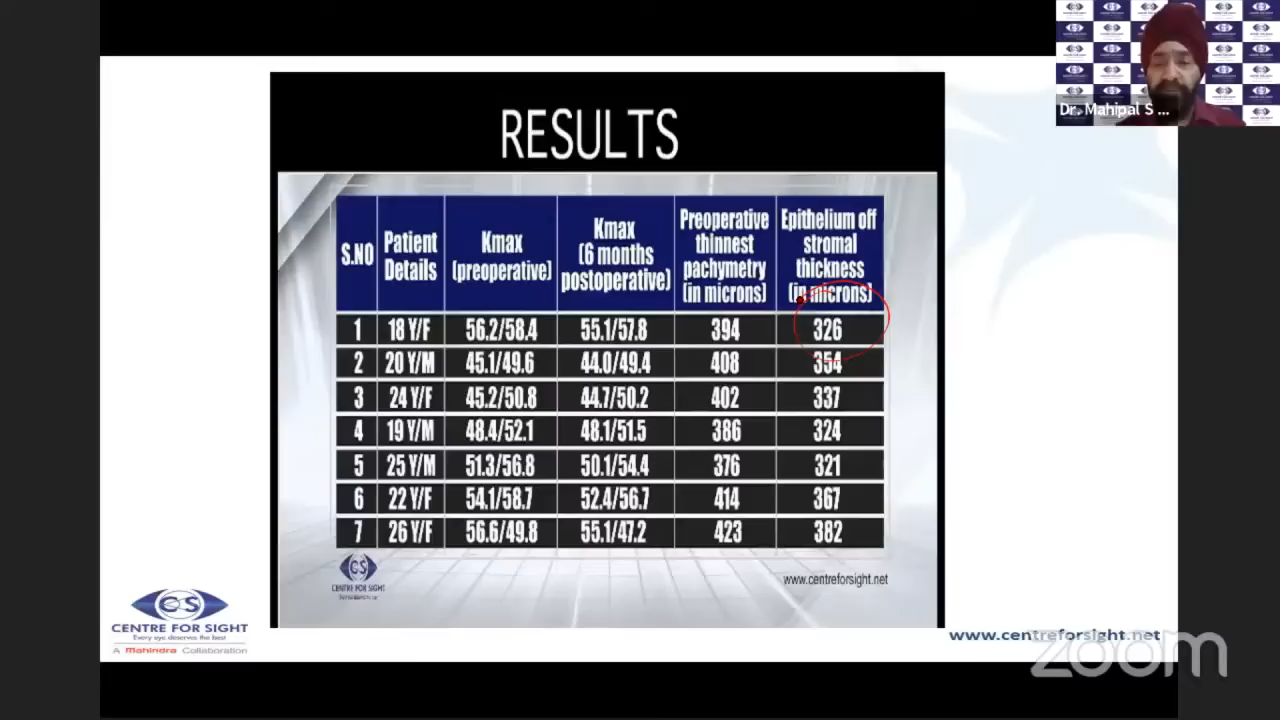 Dr. Mahipal S ...
RESULTS
S.NO Patient Details Kmax (preoperative) Kmax (6 months postoperative) Preoperative thinnest pachymetry (in microns) Epithelium off stromal thickness (in microns)
1 18 Y/F 56.2/58.4 55.1/57.8 394 326
2 20 Y/M 45.1/49.6 44.0/49.4 408 354
3 24 Y/F 45.2/50.8 44.7/50.2 402 337
4 19 Y/M 48.4/52.1 48.1/51.5 386 324
5 25 Y/M 51.3/56.8 50.1/54.4 376 321
6 22 Y/F 54.1/58.7 52.4/56.7 414 367
7 26 Y/F 56.6/49.8 55.1/47.2 423 382
CS
CENTRE FOR SIGHT
www.centreforsight.net
CS
CENTRE FOR SIGHT
Every eye deserves the best
A Mahindra Collaboration
www.centreforsight.net
zoom